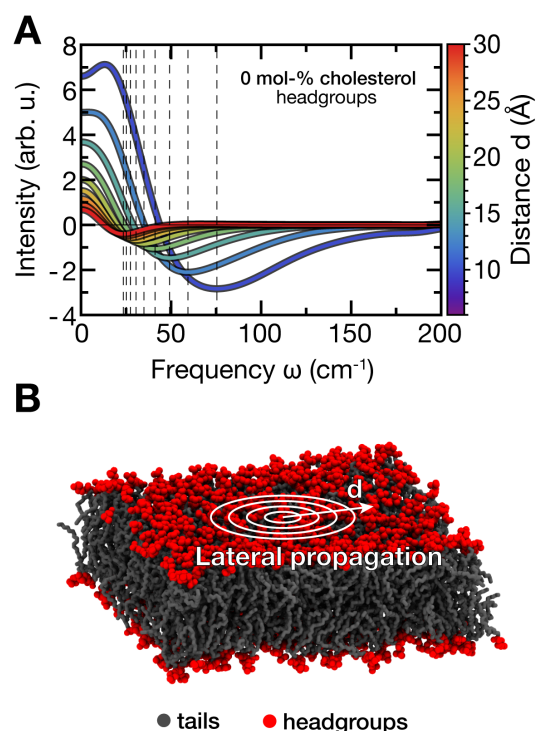 A
0 mol-% cholesterol
headgroups
Intensity (arb. u.)
8
6
4
2
0
-2
-4
0
50
100
150
200
Frequency ω (cm⁻¹)
30
25
20
15
10
Distance d (Å)
B
d
Lateral propagation
tails
headgroups